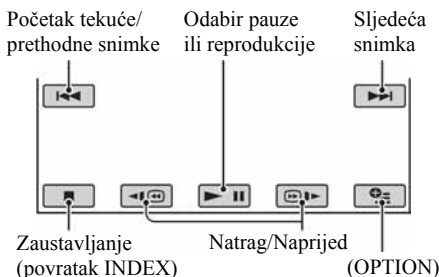 Početak tekuće/
prethodne snimke
Odabir pauze
ili reprodukcije
Sljedeća
snimka
Zaustavljanje
(povratak INDEX)
Natrag/Naprijed
(OPTION)